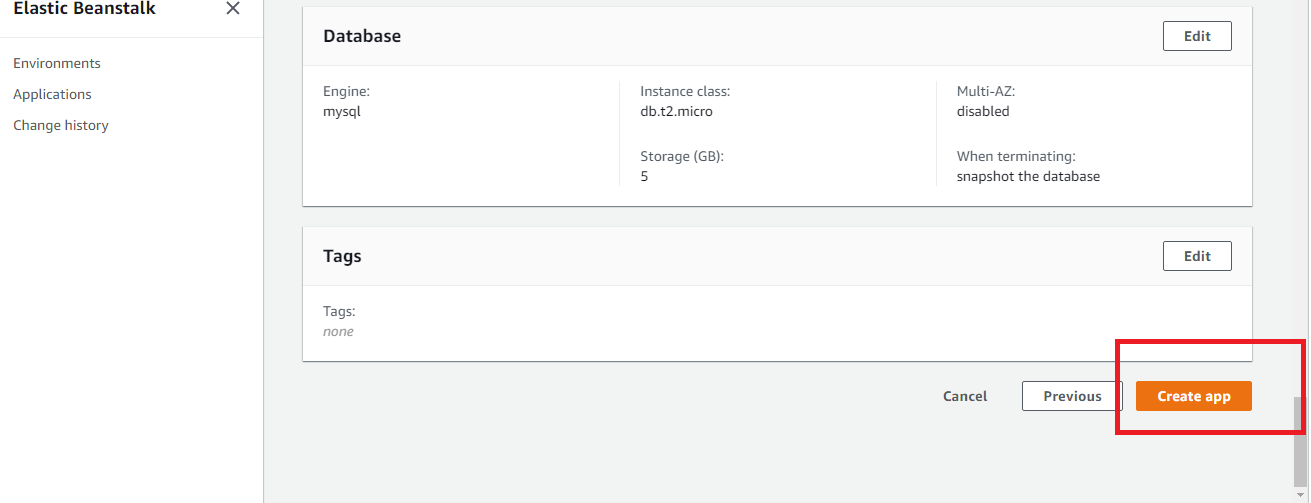 Elastic Beanstalk
Environments
Applications
Change history
Database
Edit
Engine:
mysql
Instance class:
db.t2.micro
Storage (GB):
5
Multi-AZ:
disabled
When terminating:
snapshot the database
Tags
Edit
Tags:
none
Cancel
Previous
Create app